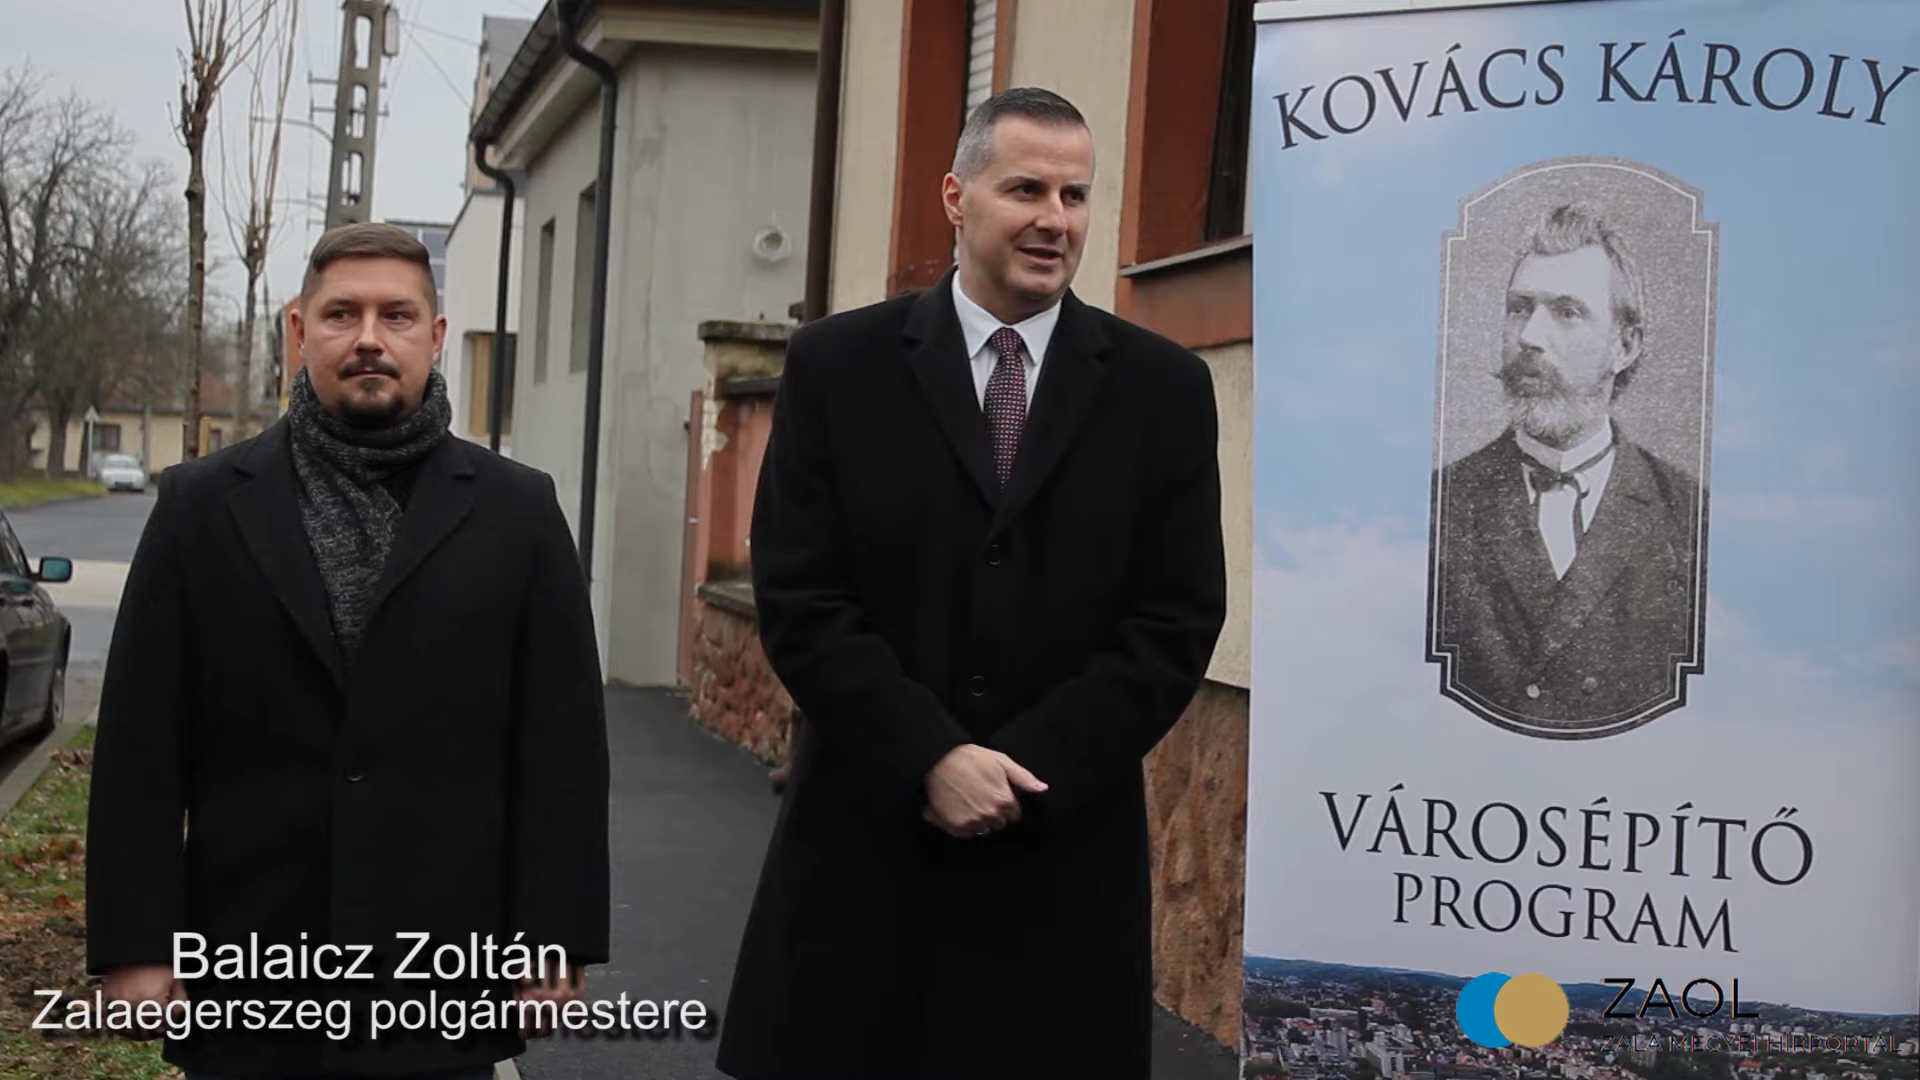 KOVÁCS KÁROLY
VÁROSÉPÍTŐ
PROGRAM
Balaicz Zoltán
Zalaegerszeg polgármestere
ZAOL
ZALA MEGYEI HÍRPORTÁL